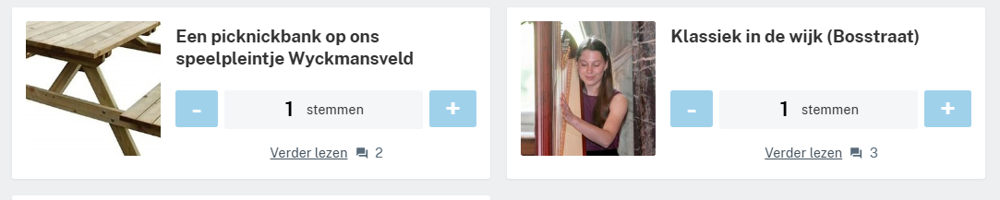 Een picknickbank op ons
speelpleintje Wyckmansveld
- 1 stemmen +
Verder lezen 2
Klassiek in de wijk (Bosstraat)
- 1 stemmen +
Verder lezen 3